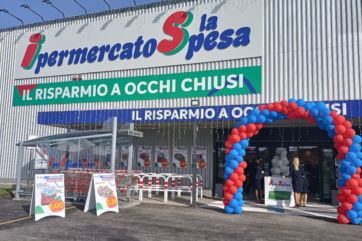 Ipermercato la Spesa
IL RISPARMIO A OCCHI CHIUSI
IL RISPARMIO A OCCHI CHIUSI